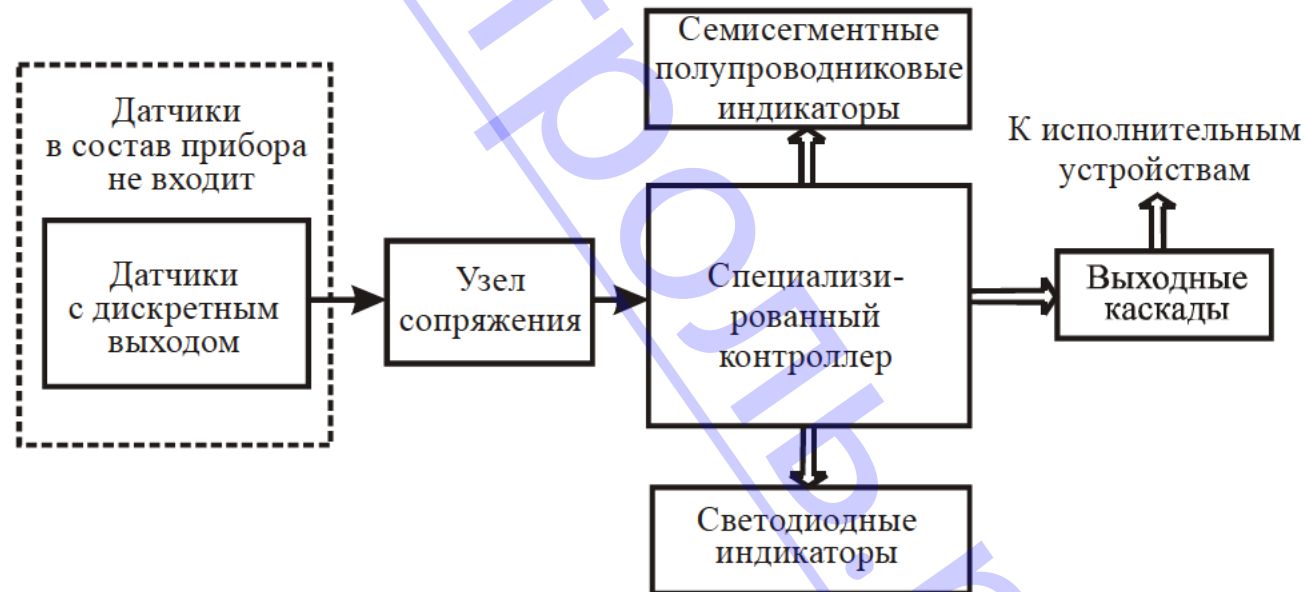 Датчики
в состав прибора
не входит
Датчики
с дискретным
выходом
Узел
сопряжения
Семисегментные
полупроводниковые
индикаторы
Специализи-
рованный
контроллер
Светодиодные
индикаторы
К исполнительным
устройствам
Выходные
каскады